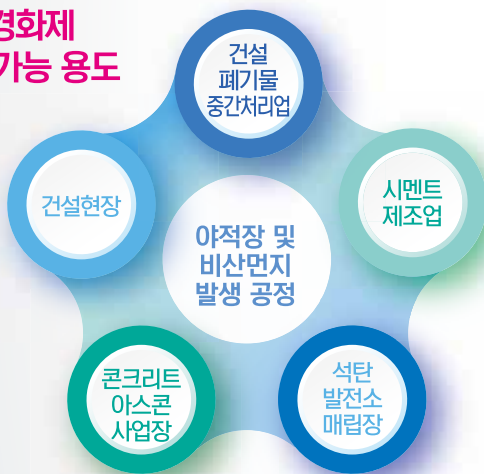 경화제
가능 용도
건설
폐기물
중간처리업
건설현장
시멘트
제조업
야적장 및
비산먼지
발생 공정
콘크리트
아스콘
사업장
석탄
발전소
매립장